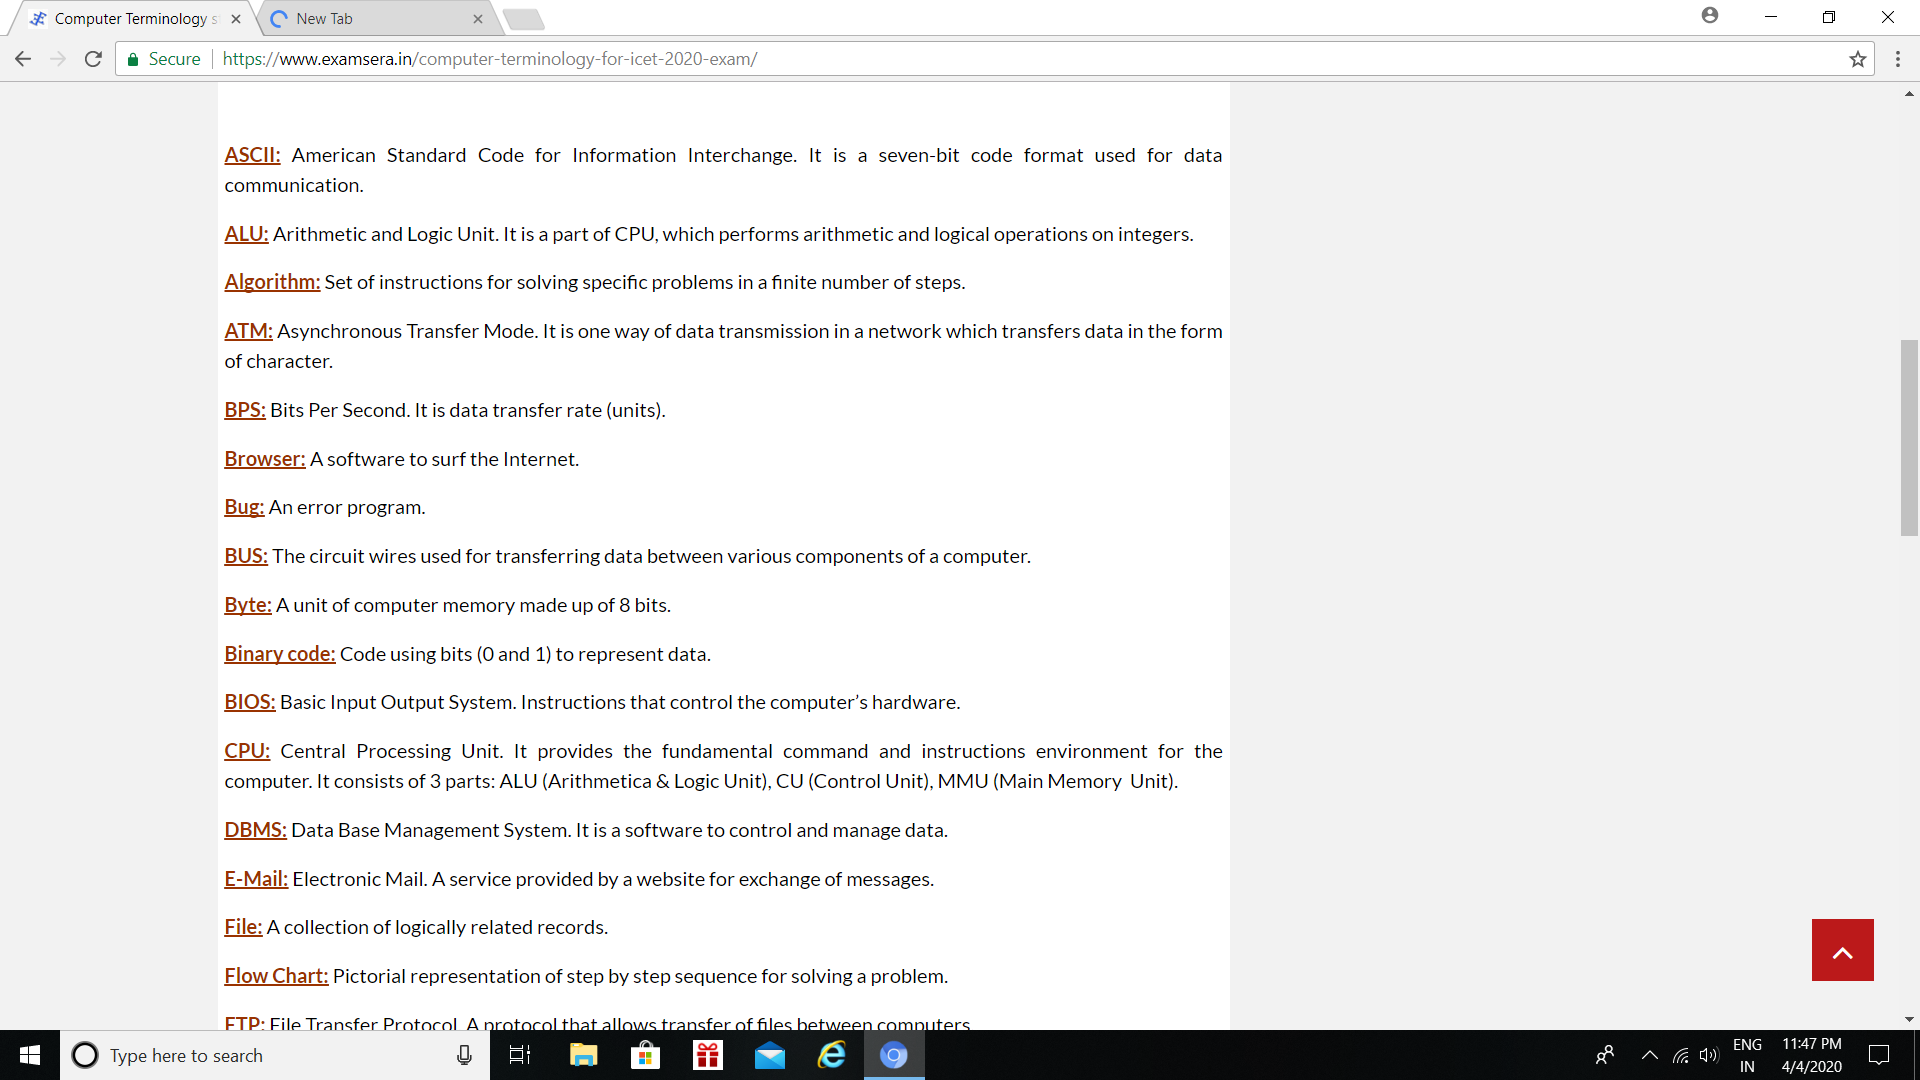 Computer Terminology s
New Tab
Secure
https://www.examsera.in/computer-terminology-for-icet-2020-exam/
ASCII: American Standard Code for Information Interchange. It is a seven-bit code format used for data
communication.
ALU: Arithmetic and Logic Unit. It is a part of CPU, which performs arithmetic and logical operations on integers.
Algorithm: Set of instructions for solving specific problems in a finite number of steps.
ATM: Asynchronous Transfer Mode. It is one way of data transmission in a network which transfers data in the form
of character.
BPS: Bits Per Second. It is data transfer rate (units).
Browser: A software to surf the Internet.
Bug: An error program.
BUS: The circuit wires used for transferring data between various components of a computer.
Byte: A unit of computer memory made up of 8 bits.
Binary code: Code using bits (0 and 1) to represent data.
BIOS: Basic Input Output System. Instructions that control the computer’s hardware.
CPU: Central Processing Unit. It provides the fundamental command and instructions environment for the
computer. It consists of 3 parts: ALU (Arithmetica & Logic Unit), CU (Control Unit), MMU (Main Memory Unit).
DBMS: Data Base Management System. It is a software to control and manage data.
E-Mail: Electronic Mail. A service provided by a website for exchange of messages.
File: A collection of logically related records.
Flow Chart: Pictorial representation of step by step sequence for solving a problem.
FTP: File Transfer Protocol. A protocol that allows transfer of files between computers
Type here to search
ENG
IN
11:47 PM
4/4/2020